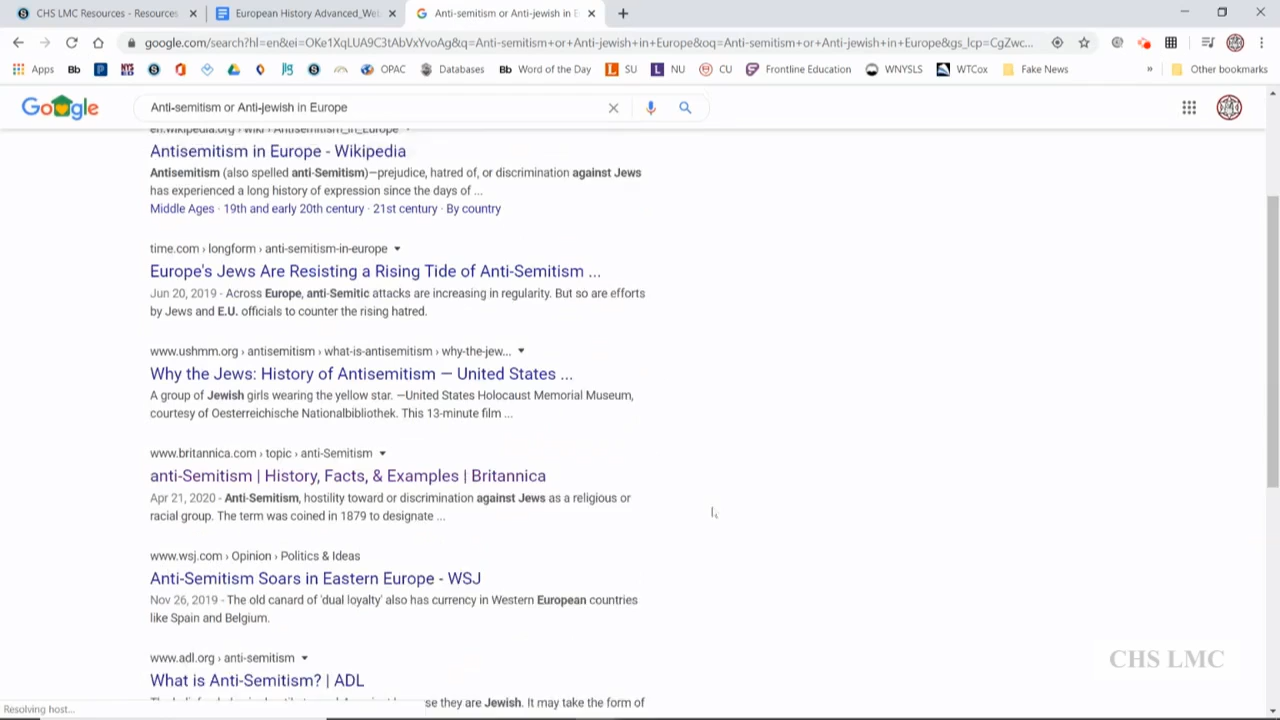 CHS LMC Resources - Resources
European History Advanced_Wel
Anti-semitism or Anti-jewish in E
google.com/search?hl=en&ei=OKe1XqLUA9C3tAbVxYvoAg&q=Anti-semitism+or+Anti-jewish+in+Europe&oq=Anti-semitism+or+Anti-jewish+in+Europe&gs_lcp=CgZwc...
Apps
Bb
OPAC
Databases
Bb Word of the Day
SU
NU
CU
Frontline Education
WNYSLS
WTCox
Fake News
»
Other bookmarks
Google
Anti-semitism or Anti-jewish in Europe
en.wikipedia.org › wiki › Antisemitism_in_Europe
Antisemitism in Europe - Wikipedia
Antisemitism (also spelled anti-Semitism)—prejudice, hatred of, or discrimination against Jews
has experienced a long history of expression since the days of ...
Middle Ages · 19th and early 20th century · 21st century · By country
time.com › longform › anti-semitism-in-europe
Europe's Jews Are Resisting a Rising Tide of Anti-Semitism ...
Jun 20, 2019 - Across Europe, anti-Semitic attacks are increasing in regularity. But so are efforts
by Jews and E.U. officials to counter the rising hatred.
www.ushmm.org › antisemitism › what-is-antisemitism › why-the-jew...
Why the Jews: History of Antisemitism — United States ...
A group of Jewish girls wearing the yellow star. —United States Holocaust Memorial Museum,
courtesy of Oesterreichische Nationalbibliothek. This 13-minute film ...
www.britannica.com › topic › anti-Semitism
anti-Semitism | History, Facts, & Examples | Britannica
Apr 21, 2020 - Anti-Semitism, hostility toward or discrimination against Jews as a religious or
racial group. The term was coined in 1879 to designate ...
www.wsj.com › Opinion › Politics & Ideas
Anti-Semitism Soars in Eastern Europe - WSJ
Nov 26, 2019 - The old canard of 'dual loyalty' also has currency in Western European countries
like Spain and Belgium.
www.adl.org › anti-semitism
What is Anti-Semitism? | ADL
se they are Jewish. It may take the form of
CHS LMC
Resolving host...